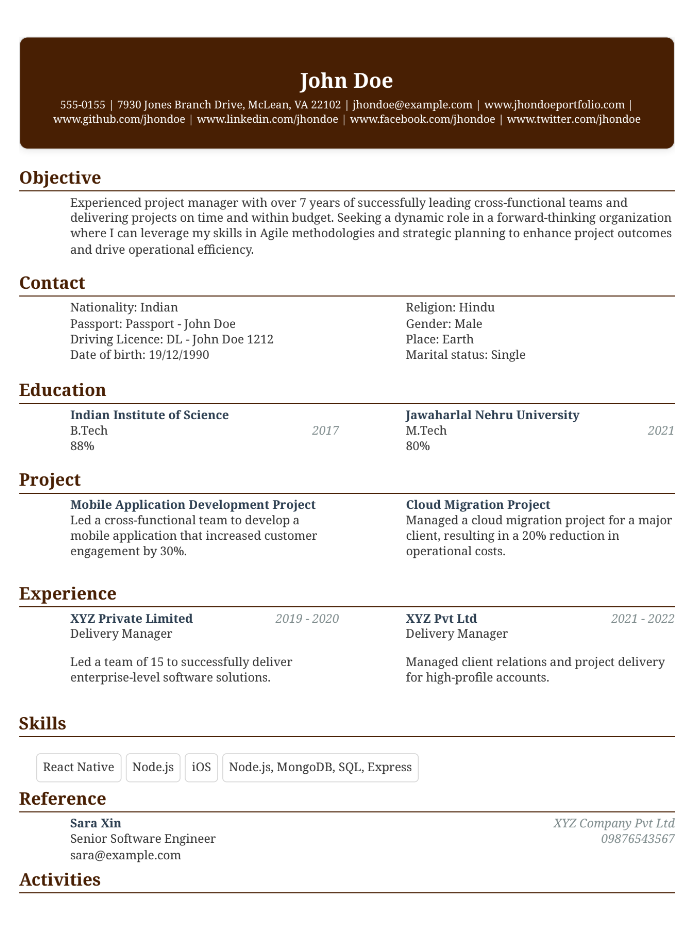 John Doe
555-0155 | 7930 Jones Branch Drive, McLean, VA 22102 | jhondoe@example.com | www.jhondoeportfolio.com |
www.github.com/jhondoe | www.linkedin.com/jhondoe | www.facebook.com/jhondoe | www.twitter.com/jhondoe
Objective
Experienced project manager with over 7 years of successfully leading cross-functional teams and
delivering projects on time and within budget. Seeking a dynamic role in a forward-thinking organization
where I can leverage my skills in Agile methodologies and strategic planning to enhance project outcomes
and drive operational efficiency.
Contact
Nationality: Indian
Passport: Passport - John Doe
Driving Licence: DL - John Doe 1212
Date of birth: 19/12/1990
Religion: Hindu
Gender: Male
Place: Earth
Marital status: Single
Education
Indian Institute of Science
B.Tech 2017
88%
Jawaharlal Nehru University
M.Tech 2021
80%
Project
Mobile Application Development Project
Led a cross-functional team to develop a
mobile application that increased customer
engagement by 30%.
Cloud Migration Project
Managed a cloud migration project for a major
client, resulting in a 20% reduction in
operational costs.
Experience
XYZ Private Limited 2019 - 2020
Delivery Manager
Led a team of 15 to successfully deliver
enterprise-level software solutions.
XYZ Pvt Ltd 2021 - 2022
Delivery Manager
Managed client relations and project delivery
for high-profile accounts.
Skills
React Native Node.js iOS Node.js, MongoDB, SQL, Express
Reference
Sara Xin XYZ Company Pvt Ltd
Senior Software Engineer 09876543567
sara@example.com
Activities